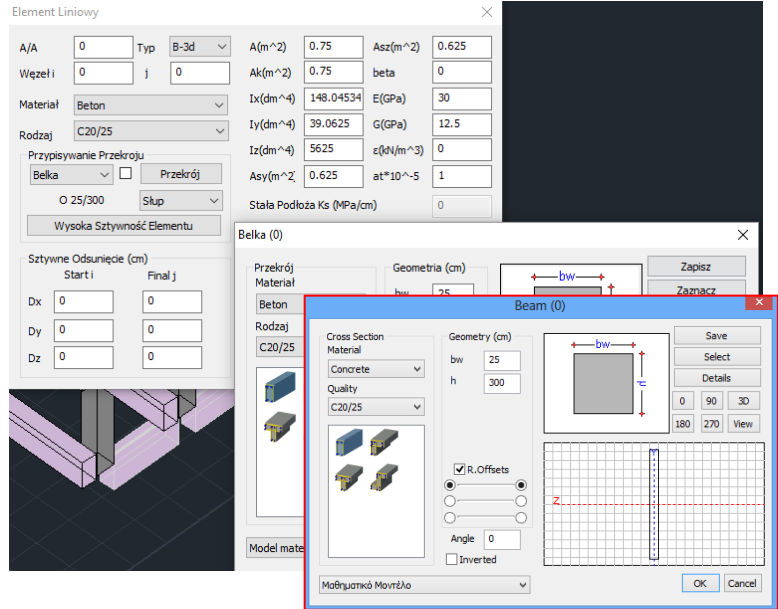 Element Liniowy
A/A 0 Typ B-3d
Węzeł i 0 j 0
Materiał Beton
Rodzaj C20/25
Przypisywanie Przekroju
Belka Przekrój
O 25/300 Słup
Wysoka Sztywność Elementu
Sztywne Odsunięcie (cm)
Start i Final j
Dx 0 0
Dy 0 0
Dz 0 0
A(m^2) 0.75 Asz(m^2) 0.625
Ak(m^2) 0.75 beta 0
Ix(dm^4) 148.04534 E(GPa) 30
Iy(dm^4) 39.0625 G(GPa) 12.5
Iz(dm^4) 5625 ε(kN/m^3) 0
Asy(m^2) 0.625 at*10^-5 1
Stała Podłoża Ks (MPa/cm) 0
Belka (0)
Przekrój
Materiał
Beton
Rodzaj
C20/25
Model mate
Geometria (cm)
bw 25
bw
Zapisz
Zaznacz
Beam (0)
Cross Section
Material
Concrete
Quality
C20/25
Geometry (cm)
bw 25
h 300
R.Offsets
Angle 0
Inverted
Μαθηματικό Μοντέλο
bw
h
Save
Select
Details
0 90 3D
180 270 View
Z
OK Cancel